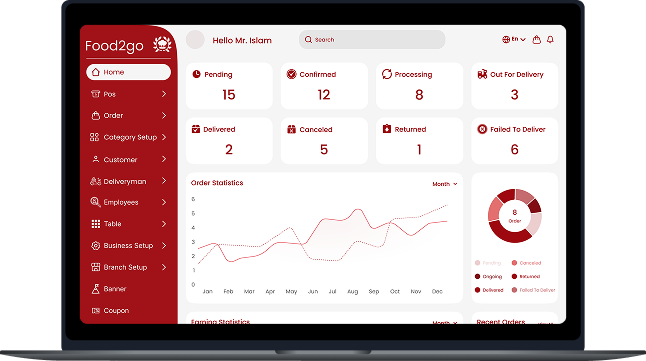 Food2go
Hello Mr. Islam
Search
En
Home
Pos
Order
Category Setup
Customer
Deliveryman
Employees
Table
Business Setup
Branch Setup
Banner
Coupon
Pending
15
Confirmed
12
Processing
8
Out For Delivery
3
Delivered
2
Canceled
5
Returned
1
Failed To Deliver
6
Order Statistics
Month
6
5
4
3
2
1
0
Jan Feb Mar Apr May Jun Jul Aug Sep Oct Nov Dec
8
Order
Pending
Canceled
Ongoing
Returned
Delivered
Failed To Deliver
Earning Statistics
Month
Recent Orders